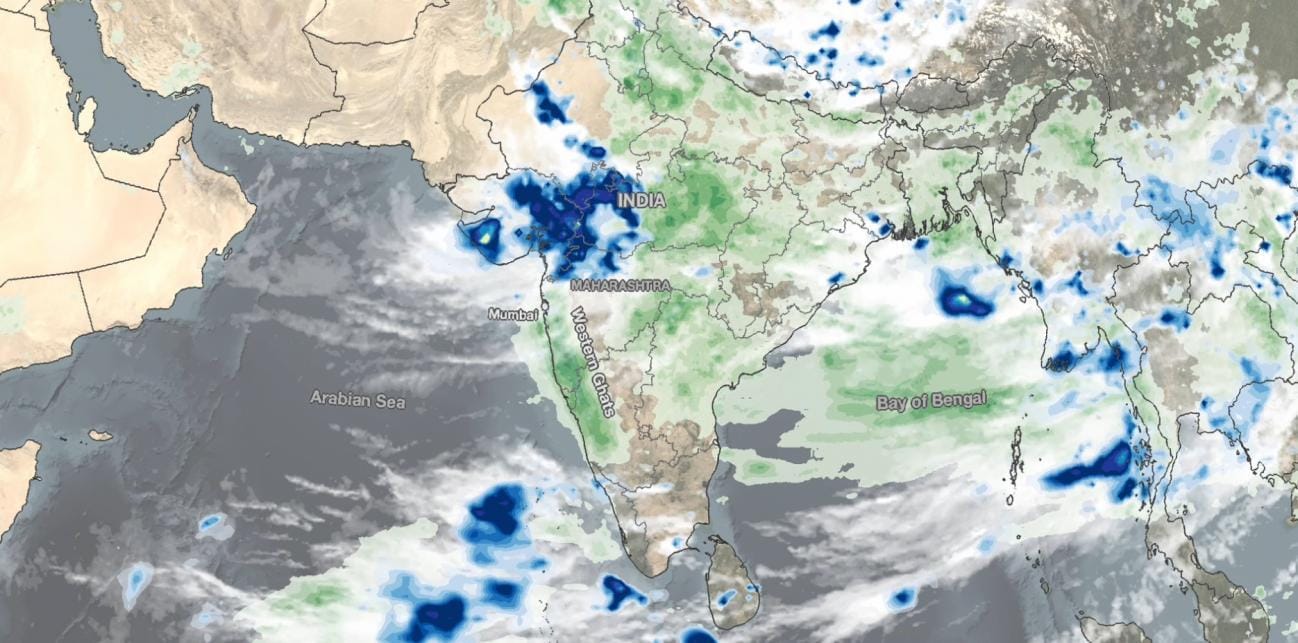 INDIA
MAHARASHTRA
Mumbai
Western Ghats
Arabian Sea
Bay of Bengal